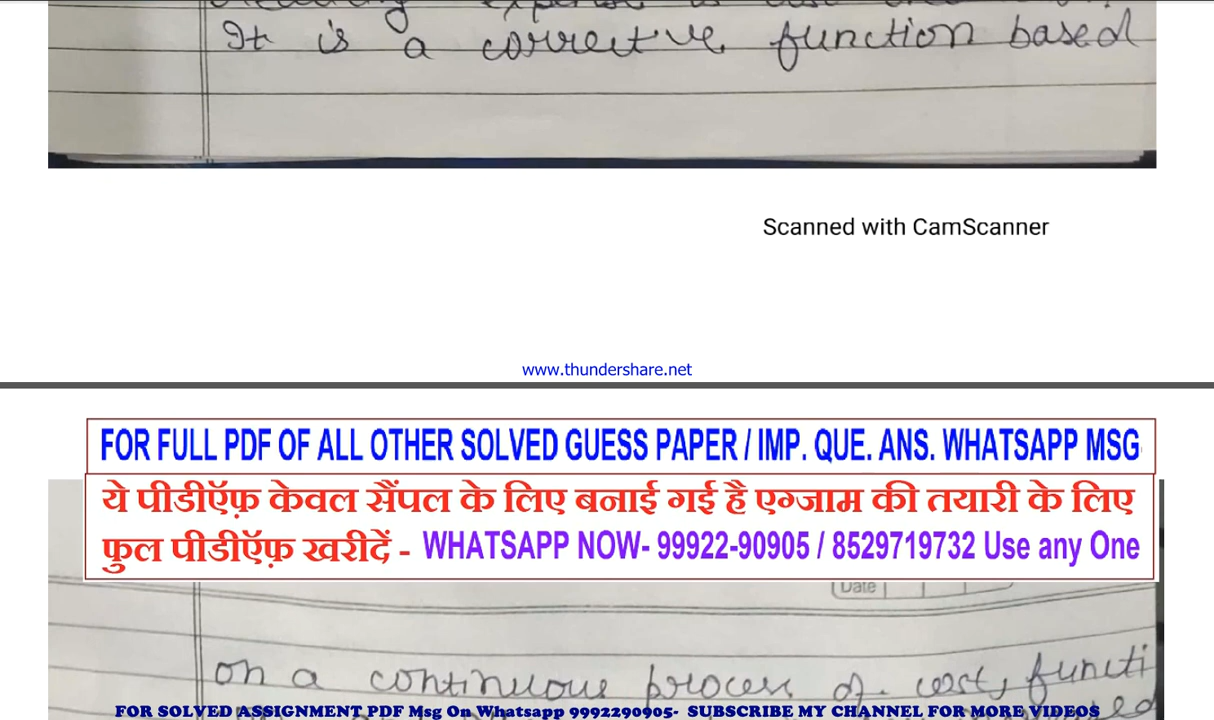 It is a corrective function based
Scanned with CamScanner
www.thundershare.net
FOR FULL PDF OF ALL OTHER SOLVED GUESS PAPER / IMP. QUE. ANS. WHATSAPP MSG
ये पीडीऍफ़ केवल सैंपल के लिए बनाई गई है एग्जाम की तयारी के लिए
फुल पीडीऍफ़ खरीदें - WHATSAPP NOW- 99922-90905 / 8529719732 Use any One
Date
on a continuous process of cost, functi
FOR SOLVED ASSIGNMENT PDF Msg On Whatsapp 9992290905- SUBSCRIBE MY CHANNEL FOR MORE VIDEOS